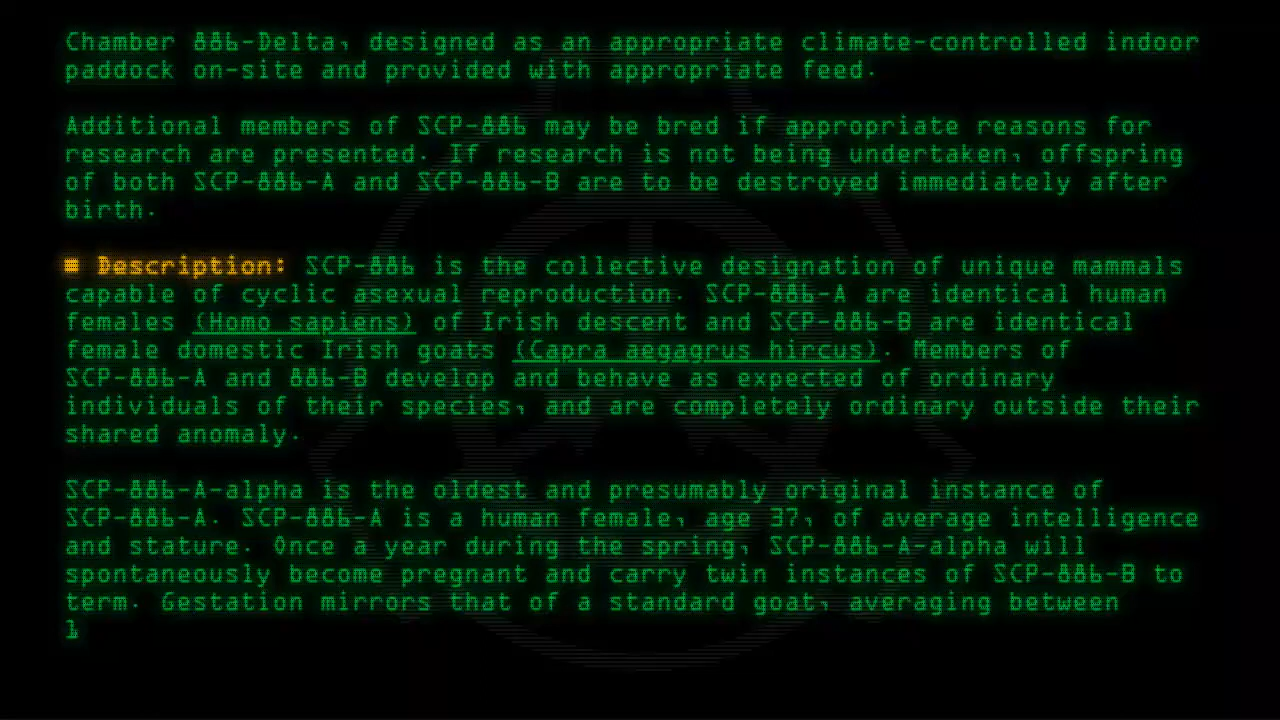 Chamber 886-Delta, designed as an appropriate climate-controlled indoor
paddock on-site and provided with appropriate feed.
Additional members of SCP-886 may be bred if appropriate reasons for
research are presented. If research is not being undertaken, offspring
of both SCP-886-A and SCP-886-B are to be destroyed immediately after
birth.
■ Description: SCP-886 is the collective designation of unique mammals
capable of cyclic asexual reproduction. SCP-886-A are identical human
females (Homo sapiens) of Irish descent and SCP-886-B are identical
female domestic Irish goats (Capra aegagrus hircus). Members of
SCP-886-A and 886-B develop and behave as expected of ordinary
individuals of their species, and are completely ordinary outside their
shared anomaly.
SCP-886-A-alpha is the oldest and presumably original instance of
SCP-886-A. SCP-886-A is a human female, age 37, of average intelligence
and stature. Once a year during the spring, SCP-886-A-alpha will
spontaneously become pregnant and carry twin instances of SCP-886-B to
term. Gestation mirrors that of a standard goat, averaging between
1